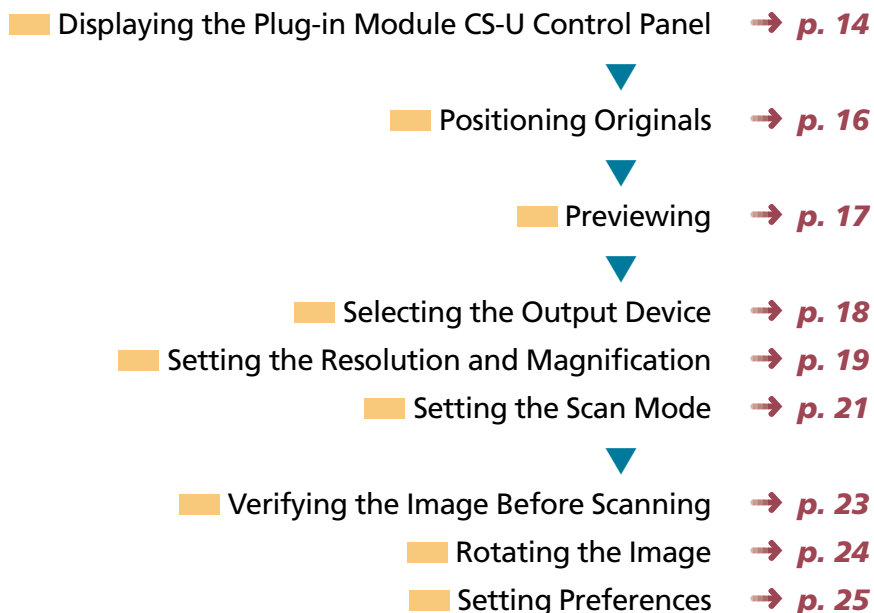 Displaying the Plug-in Module CS-U Control Panel p. 14
Positioning Originals p. 16
Previewing p. 17
Selecting the Output Device p. 18
Setting the Resolution and Magnification p. 19
Setting the Scan Mode p. 21
Verifying the Image Before Scanning p. 23
Rotating the Image p. 24
Setting Preferences p. 25